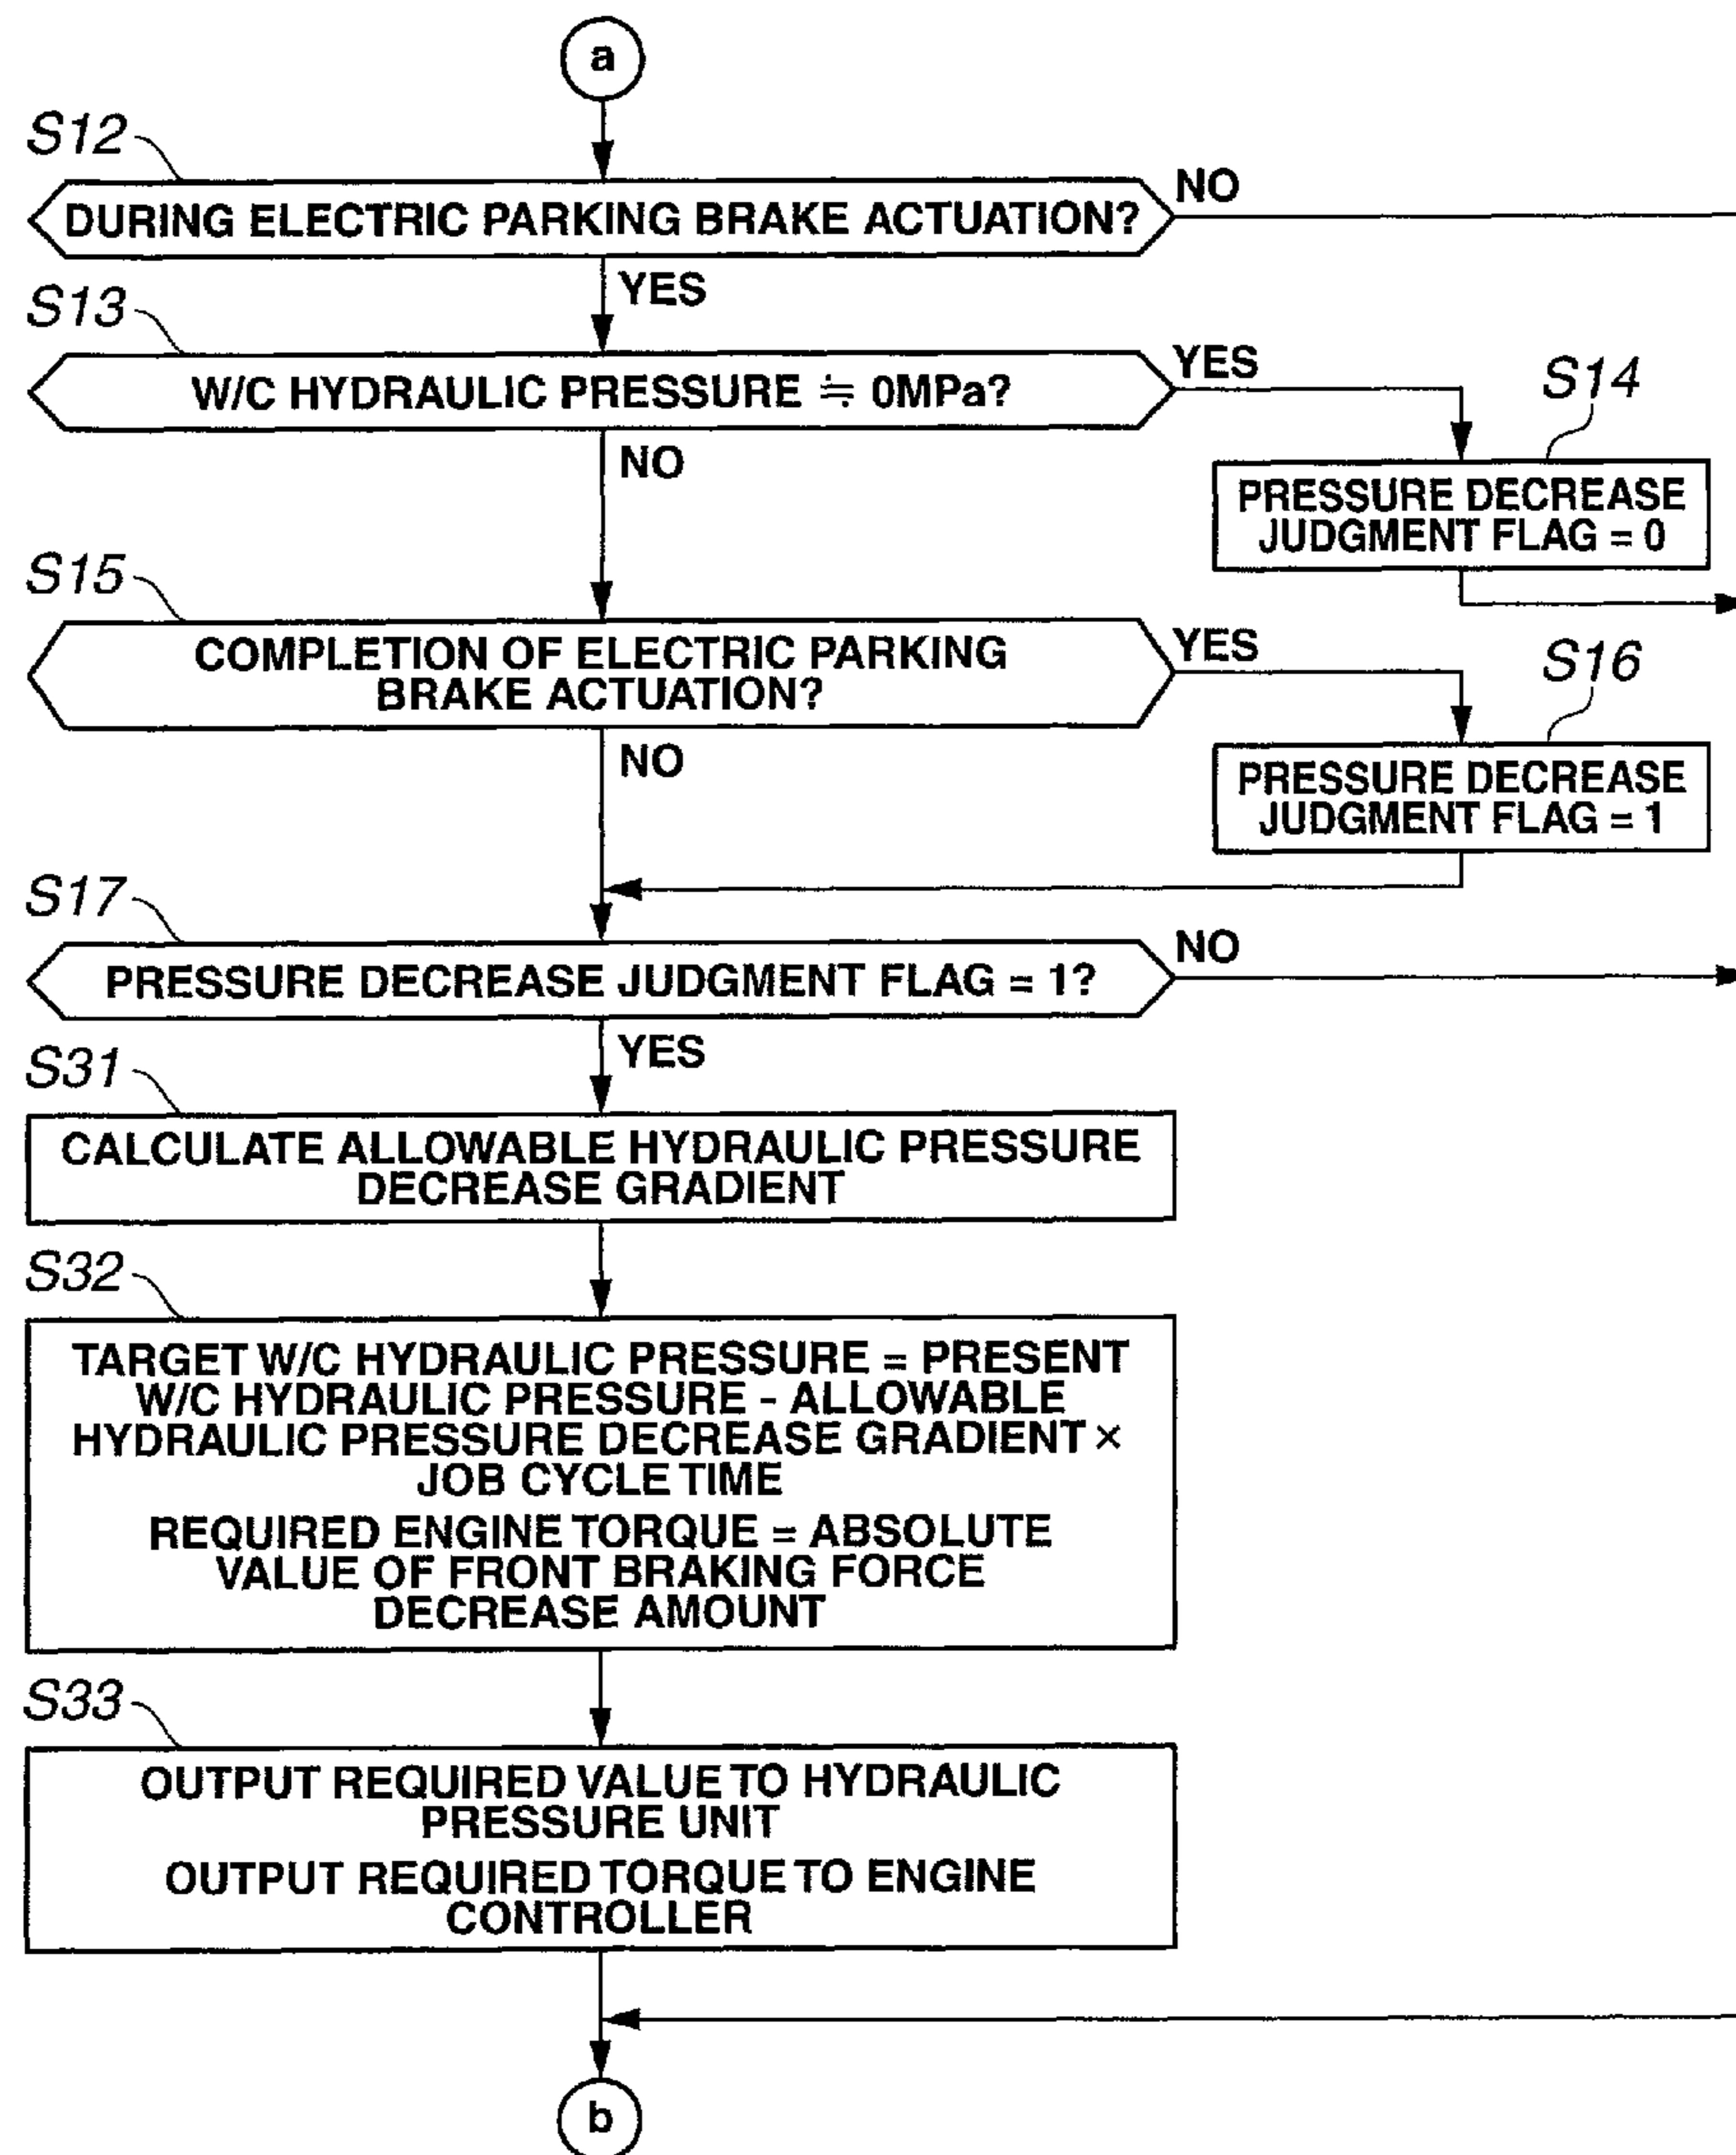 a
S12
DURING ELECTRIC PARKING BRAKE ACTUATION?
NO
YES
S13
W/C HYDRAULIC PRESSURE ≒ 0MPa?
YES
NO
S14
PRESSURE DECREASE
JUDGMENT FLAG = 0
S15
COMPLETION OF ELECTRIC PARKING
BRAKE ACTUATION?
YES
NO
S16
PRESSURE DECREASE
JUDGMENT FLAG = 1
S17
PRESSURE DECREASE JUDGMENT FLAG = 1?
NO
YES
S31
CALCULATE ALLOWABLE HYDRAULIC PRESSURE
DECREASE GRADIENT
S32
TARGET W/C HYDRAULIC PRESSURE = PRESENT
W/C HYDRAULIC PRESSURE - ALLOWABLE
HYDRAULIC PRESSURE DECREASE GRADIENT ×
JOB CYCLE TIME
REQUIRED ENGINE TORQUE = ABSOLUTE
VALUE OF FRONT BRAKING FORCE
DECREASE AMOUNT
S33
OUTPUT REQUIRED VALUE TO HYDRAULIC
PRESSURE UNIT
OUTPUT REQUIRED TORQUE TO ENGINE
CONTROLLER
b